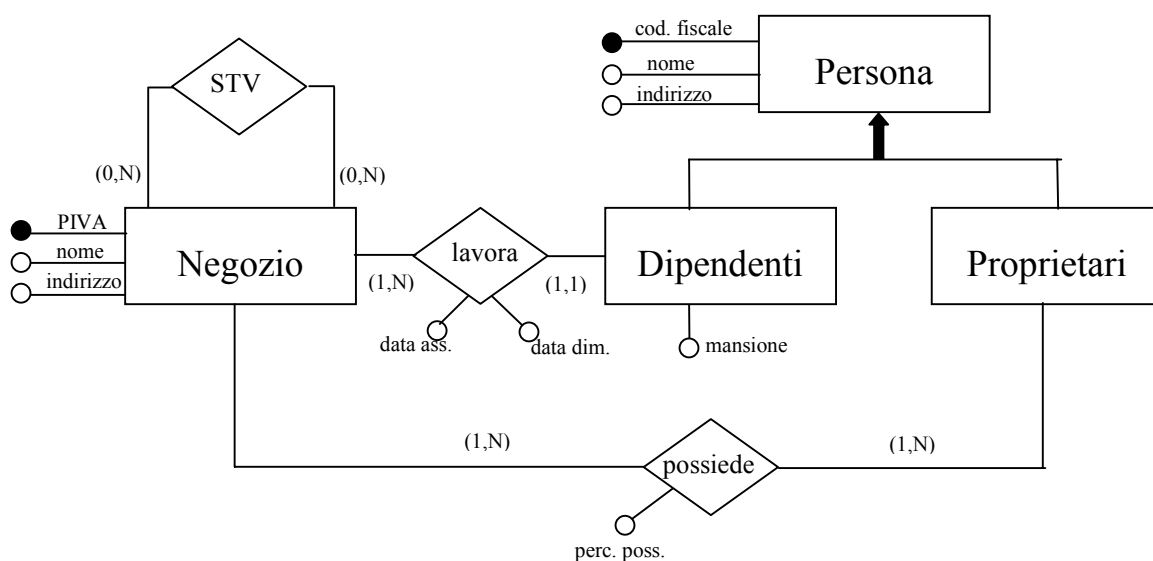 cod. fiscale
nome
indirizzo
Persona
STV
(0,N)
(0,N)
PIVA
nome
indirizzo
Negozio
(1,N)
lavora
(1,1)
data ass.
data dim.
Dipendenti
mansione
Proprietari
(1,N)
possiede
(1,N)
perc. poss.